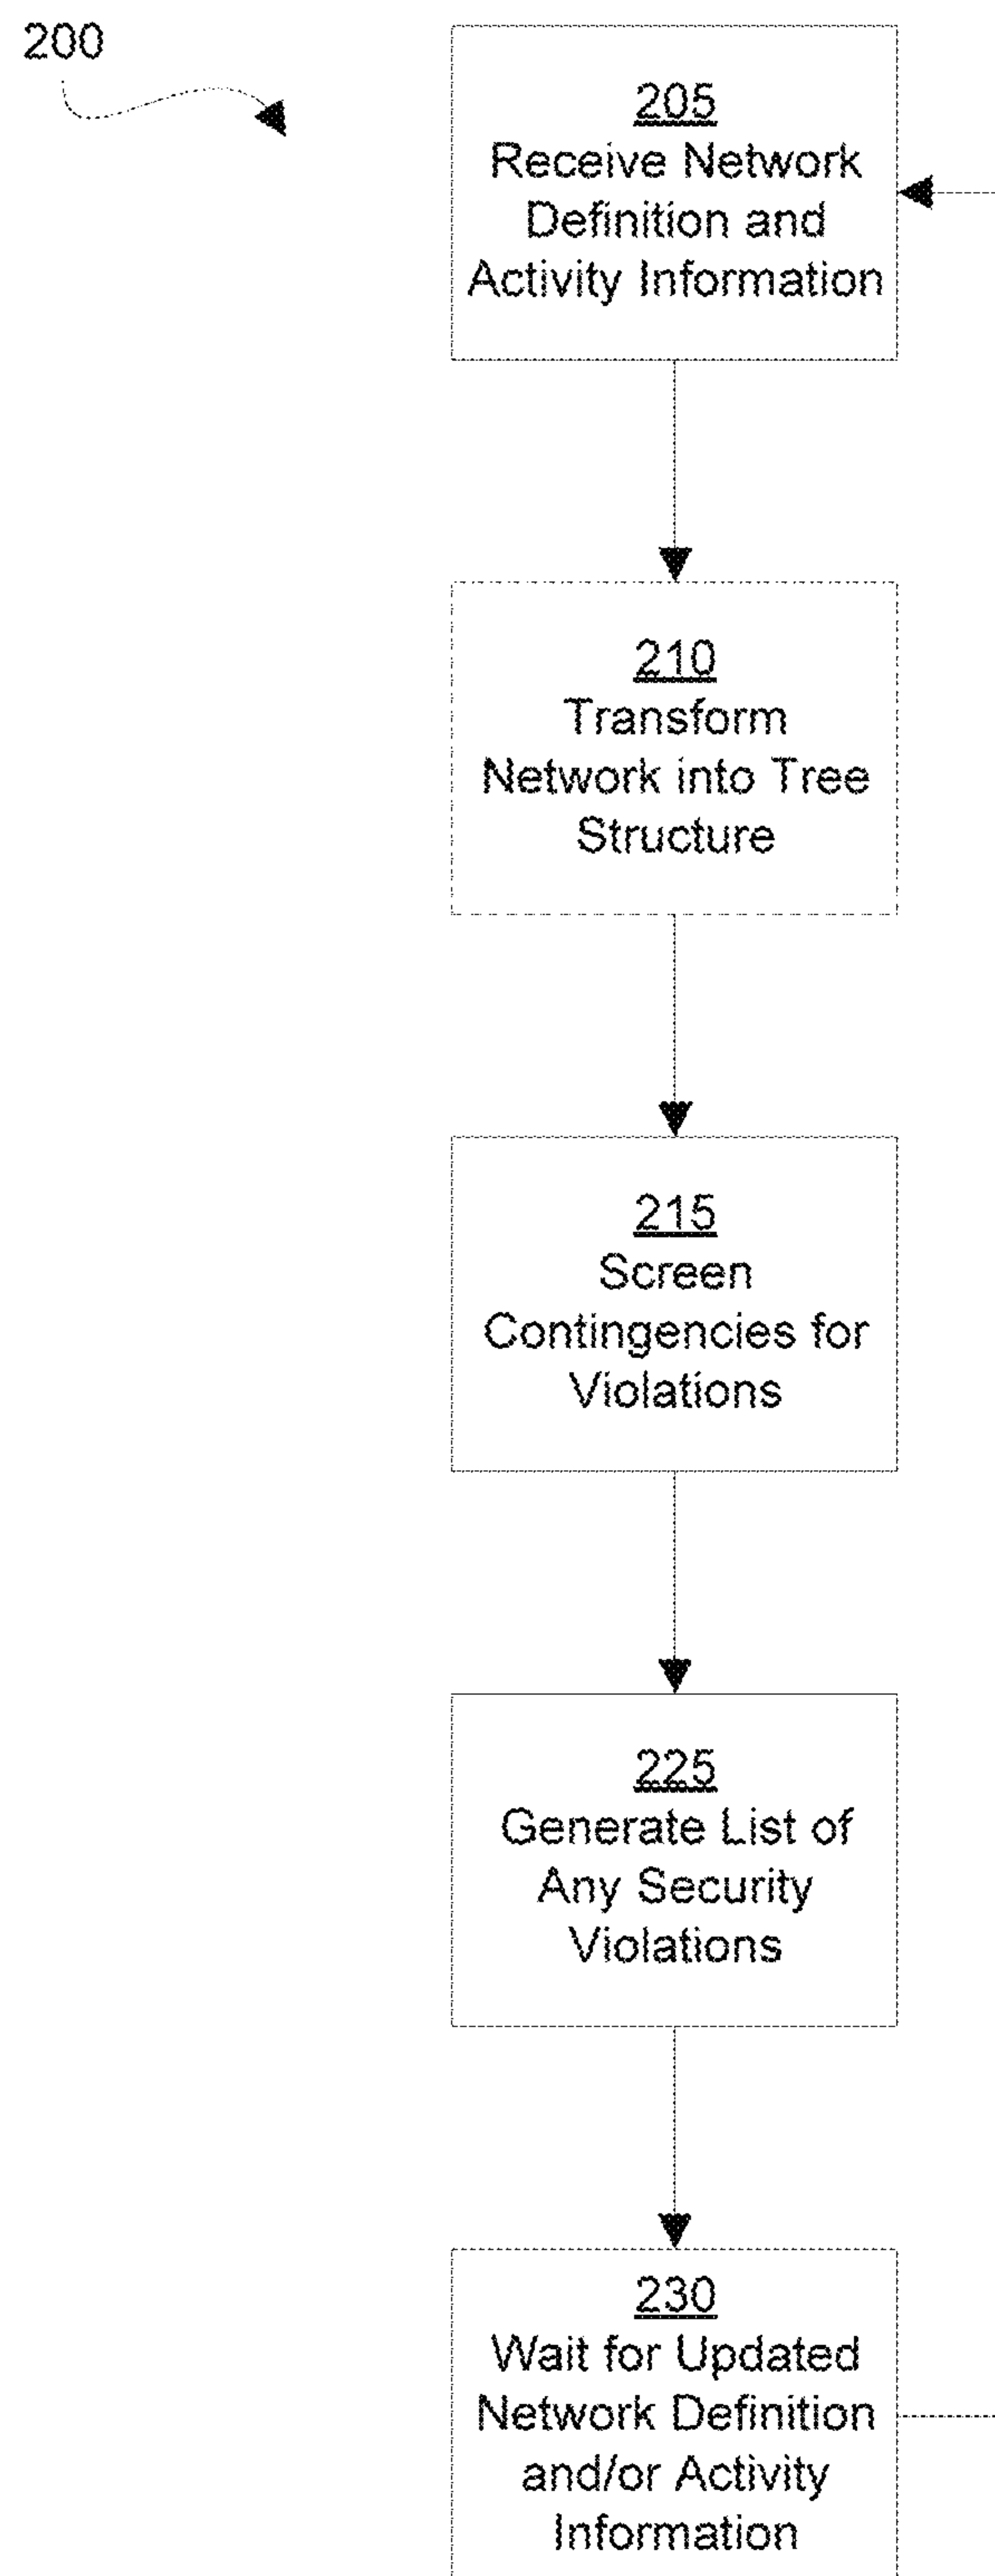 200
205
Receive Network
Definition and
Activity Information
210
Transform
Network into Tree
Structure
215
Screen
Contingencies for
Violations
225
Generate List of
Any Security
Violations
230
Wait for Updated
Network Definition
and/or Activity
Information